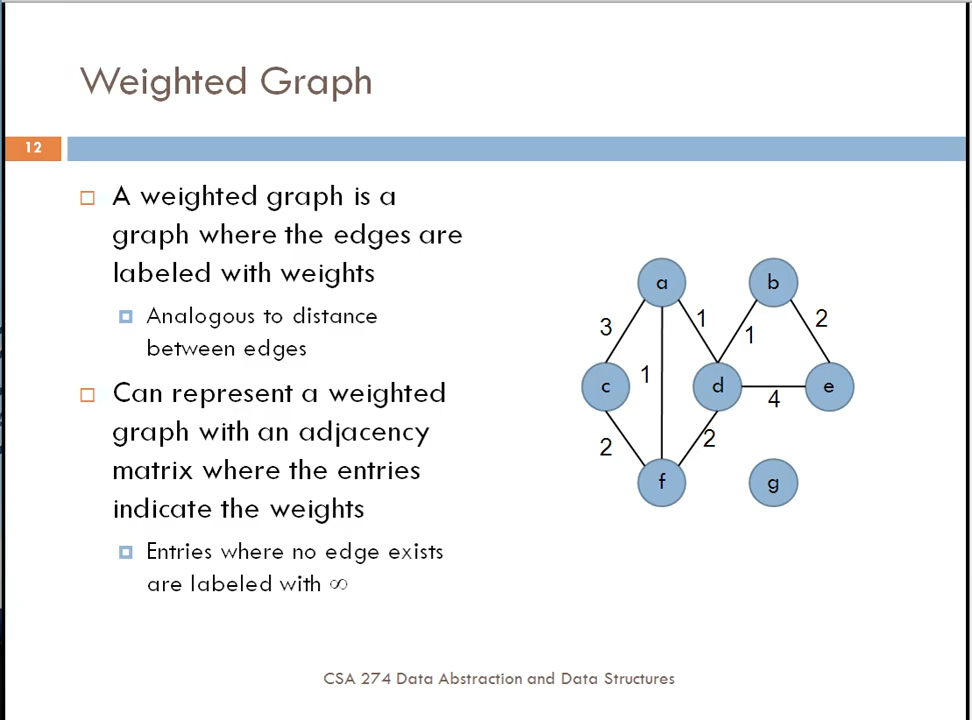 Weighted Graph
12
A weighted graph is a
graph where the edges are
labeled with weights
Analogous to distance
between edges
Can represent a weighted
graph with an adjacency
matrix where the entries
indicate the weights
Entries where no edge exists
are labeled with ∞
a
b
3
1
1
2
c
1
d
e
4
2
2
f
g
CSA 274 Data Abstraction and Data Structures